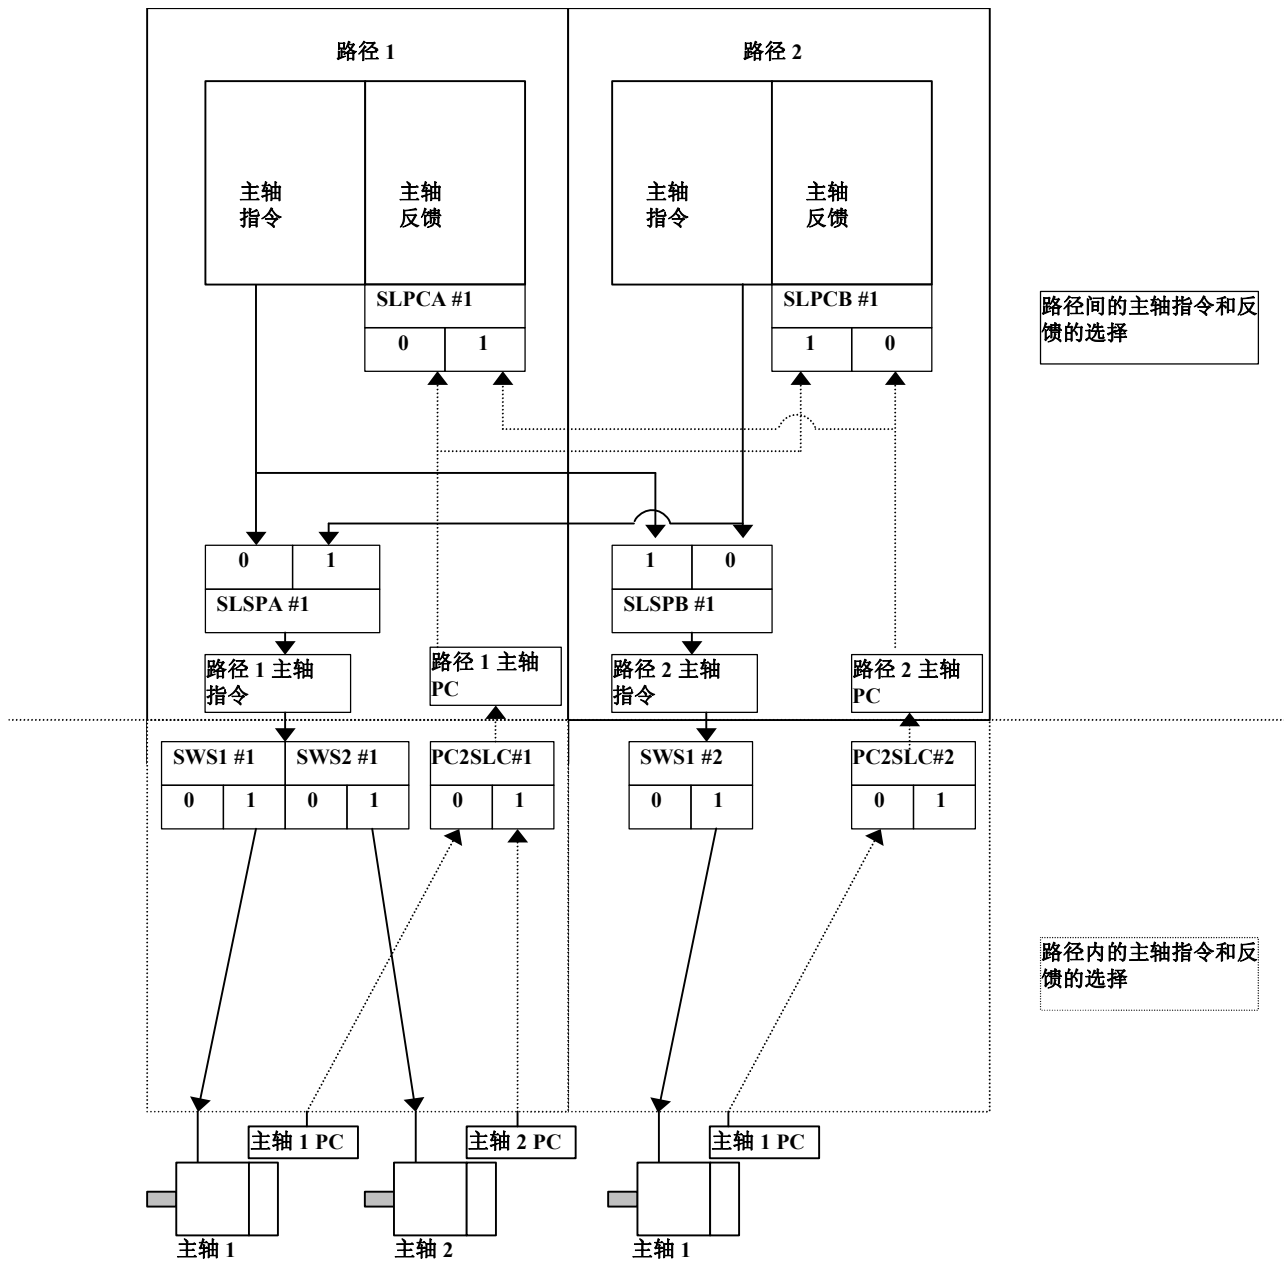 路径 1
路径 2
主轴
指令
主轴
反馈
主轴
指令
主轴
反馈
SLPCA #1
SLPCB #1
0 1
1 0
路径间的主轴指令和反
馈的选择
0 1
1 0
SLSPA #1
SLSPB #1
路径 1 主轴
指令
路径 1 主轴
PC
路径 2 主轴
指令
路径 2 主轴
PC
SWS1 #1
SWS2 #1
PC2SLC#1
SWS1 #2
PC2SLC#2
0 1
0 1
0 1
0 1
0 1
路径内的主轴指令和反
馈的选择
主轴 1 PC
主轴 2 PC
主轴 1 PC
主轴 1
主轴 2
主轴 1